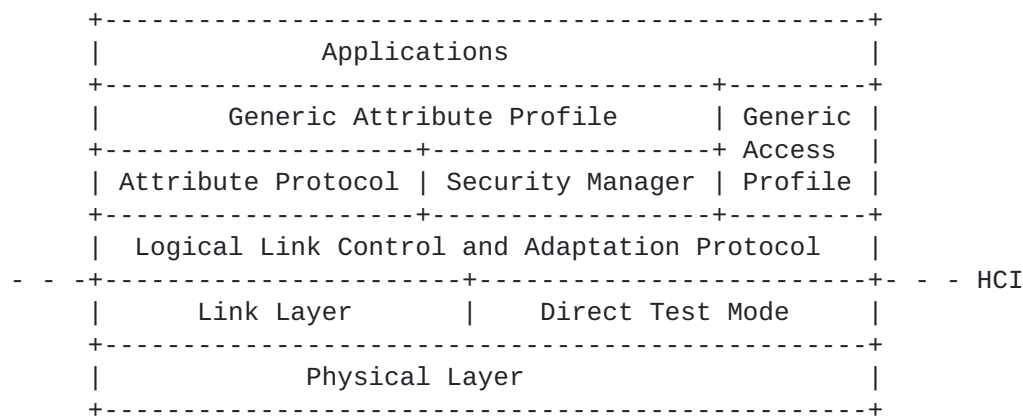 Applications
Generic Attribute Profile | Generic
Access
Attribute Protocol | Security Manager | Profile
Logical Link Control and Adaptation Protocol
- - - HCI
Link Layer | Direct Test Mode
Physical Layer